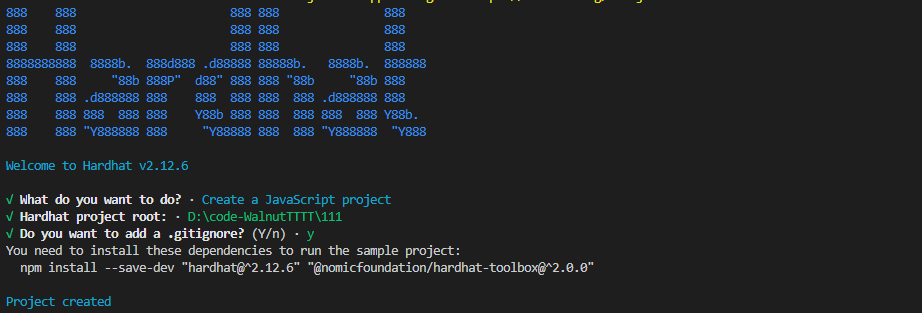 888    888                      888 888               888
888    888                      888 888               888
888    888                      888 888               888
8888888888  8888b.  888d888 .d88888 88888b.   8888b.  888888
888    888     "88b 888P"  d88" 888 888 "88b     "88b 888
888    888 .d888888 888    888  888 888  888 .d888888 888
888    888 888  888 888    Y88b 888 888  888 888  888 Y88b.
888    888 "Y888888 888     "Y88888 888  888 "Y888888  "Y888
Welcome to Hardhat v2.12.6
√ What do you want to do? · Create a JavaScript project
√ Hardhat project root: · D:\code-WalnutTTTT\111
√ Do you want to add a .gitignore? (Y/n) · y
You need to install these dependencies to run the sample project:
  npm install --save-dev "hardhat@^2.12.6" "@nomicfoundation/hardhat-toolbox@^2.0.0"
Project created